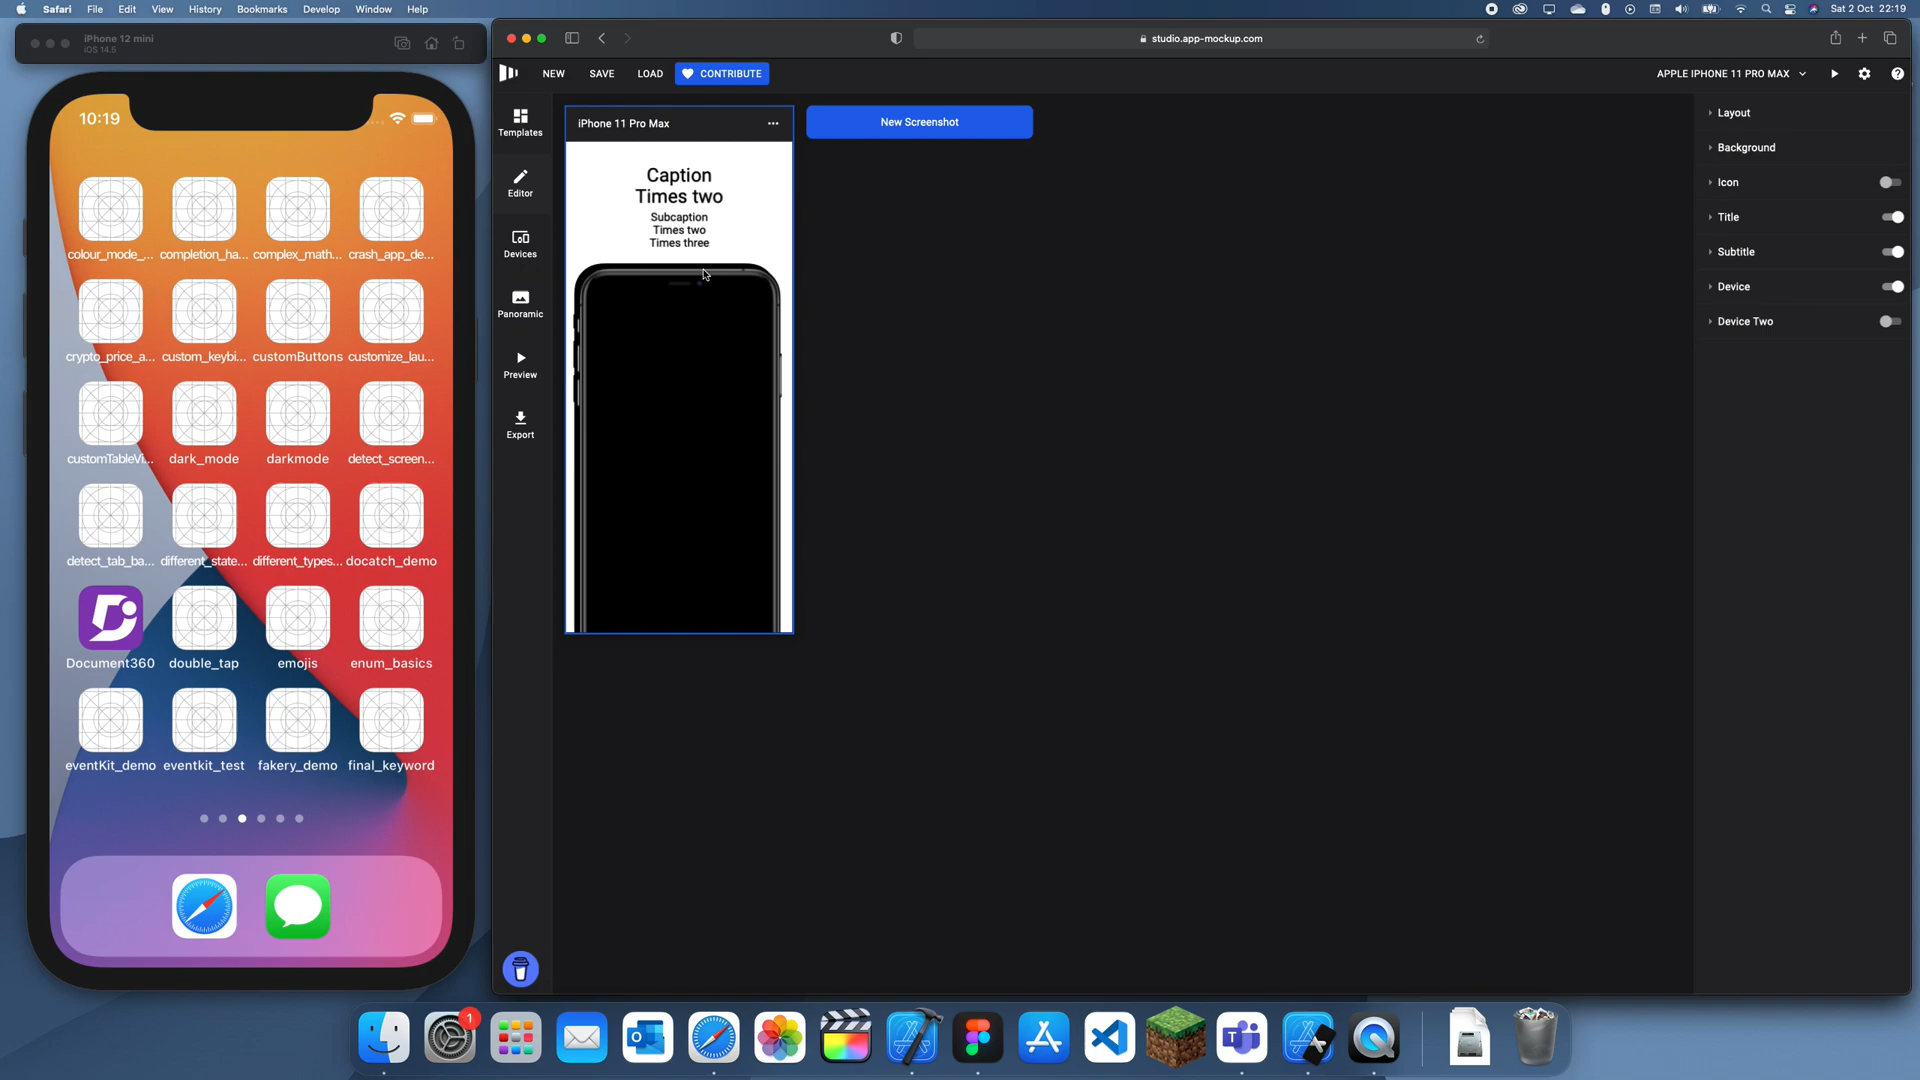 Safari File Edit View History Bookmarks Develop Window Help
Sat 2 Oct 22:19
iPhone 12 mini
iOS 14.5
studio.app-mockup.com
NEW SAVE LOAD CONTRIBUTE
APPLE IPHONE 11 PRO MAX
10:19
colour_mode_... completion_ha... complex_math... crash_app_de...
crypto_price_a... custom_keybi... customButtons customize_lau...
customTableVi... dark_mode darkmode detect_screen...
detect_tab_ba... different_state... different_types... docatch_demo
Document360 double_tap emojis enum_basics
eventKit_demo eventkit_test fakery_demo final_keyword
Templates
Editor
Devices
Panoramic
Preview
Export
iPhone 11 Pro Max
New Screenshot
Caption
Times two
Subcaption
Times two
Times three
Layout
Background
Icon
Title
Subtitle
Device
Device Two
1